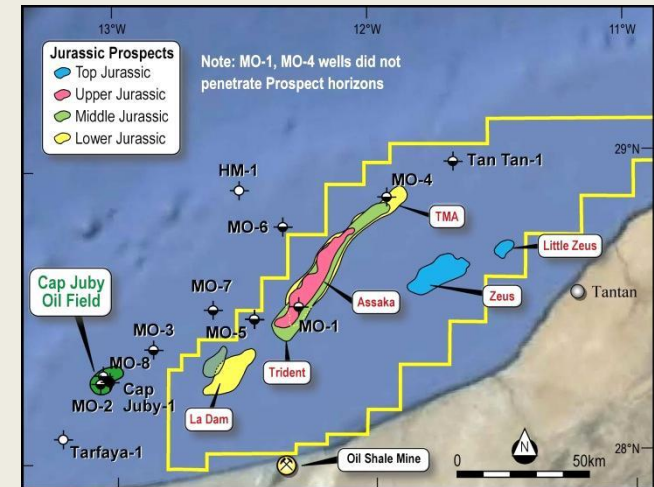 13°W
12°W
11°W
Jurassic Prospects
Top Jurassic
Upper Jurassic
Middle Jurassic
Lower Jurassic
Note: MO-1, MO-4 wells did not
penetrate Prospect horizons
29°N
Tan Tan-1
HM-1
MO-4
TMA
MO-6
Little Zeus
Cap Juby
Oil Field
MO-7
Zeus
Tantan
Assaka
MO-1
MO-5
MO-3
MO-8
Trident
MO-2
Cap
Juby-1
La Dam
Tarfaya-1
Oil Shale Mine
N
28°N
0
50km